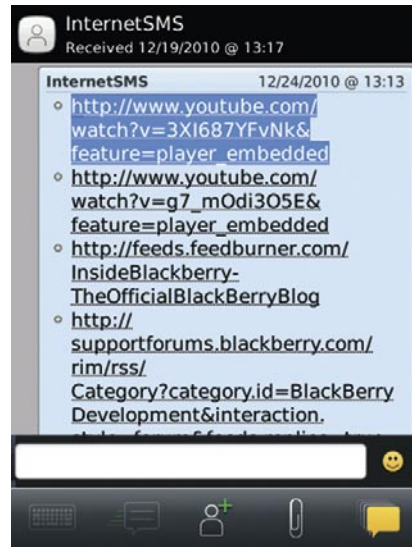 InternetSMS
Received 12/19/2010 @ 13:17
InternetSMS 12/24/2010 @ 13:13
http://www.youtube.com/
watch?v=3XI687YFvNk&
feature=player_embedded
http://www.youtube.com/
watch?v=g7_mOdi3O5E&
feature=player_embedded
http://feeds.feedburner.com/
InsideBlackberry-
TheOfficialBlackBerryBlog
http://
supportforums.blackberry.com/
rim/rss/
Category?category.id=BlackBerry
Development&interaction.